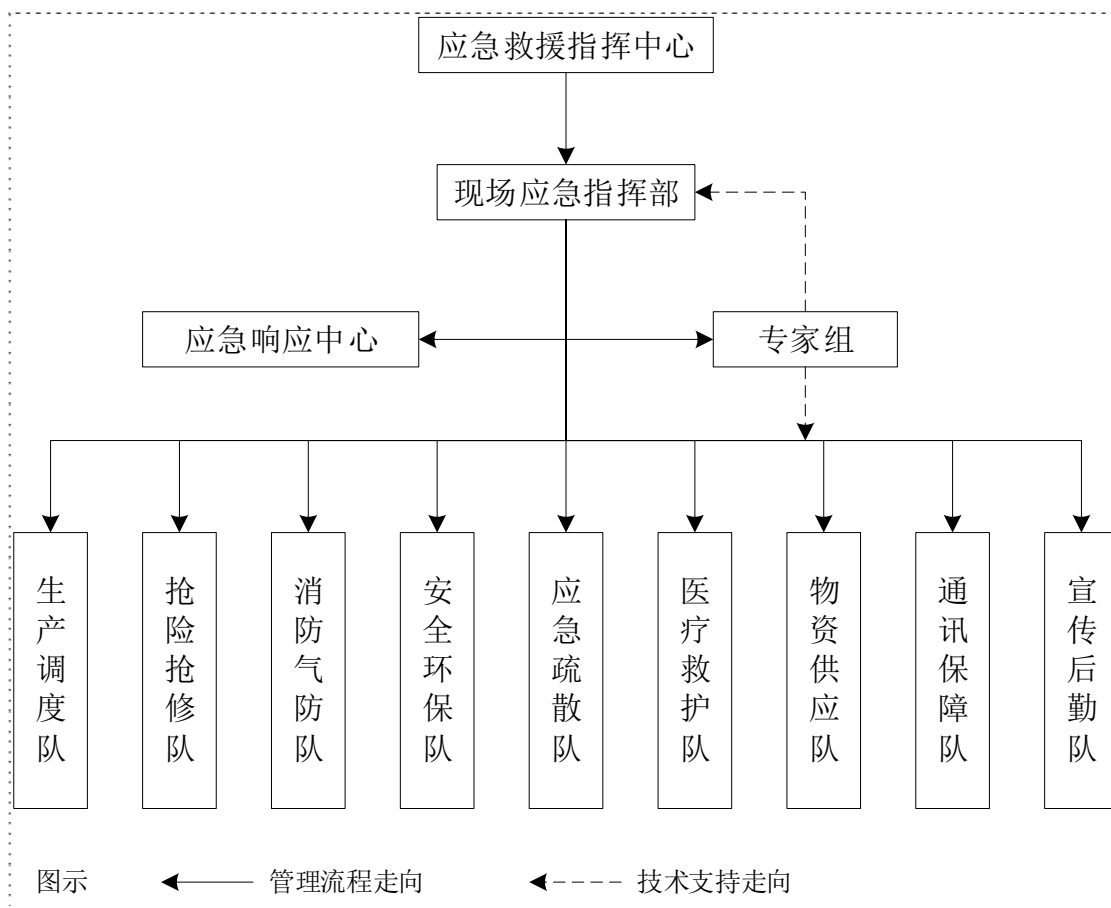 应急救援指挥中心
现场应急指挥部
应急响应中心
专家组
生产调度队
抢险抢修队
消防气防队
安全环保队
应急疏散队
医疗救护队
物资供应队
通讯保障队
宣传后勤队
图示
管理流程走向
技术支持走向